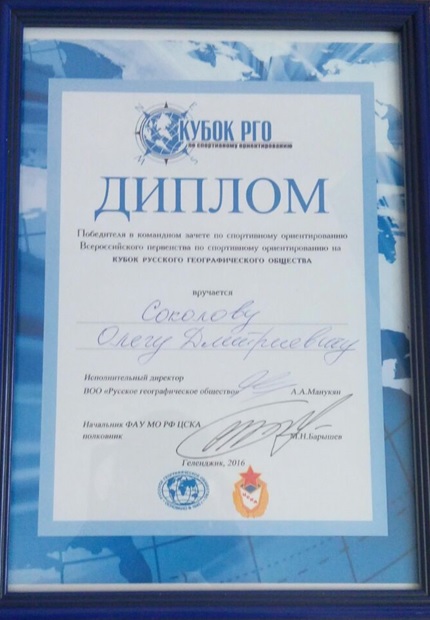 N
E
S
W
КУБОК РГО
по спортивному ориентированию
ДИПЛОМ
Победителя в командном зачете по спортивному ориентированию
Всероссийского первенства по спортивному ориентированию на
КУБОК РУССКОГО ГЕОГРАФИЧЕСКОГО ОБЩЕСТВА
вручается
Соколову
Олегу Дмитриевичу
Исполнительный директор
ВОО «Русское географическое общество» А.А.Манукян
Начальник ФАУ МО РФ ЦСКА
полковник М.Н.Барышев
Геленджик, 2016